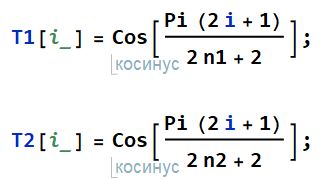 T1[i_] = Cos[Pi (2 i + 1) / 2 n1 + 2];
косинус
T2[i_] = Cos[Pi (2 i + 1) / 2 n2 + 2];
косинус